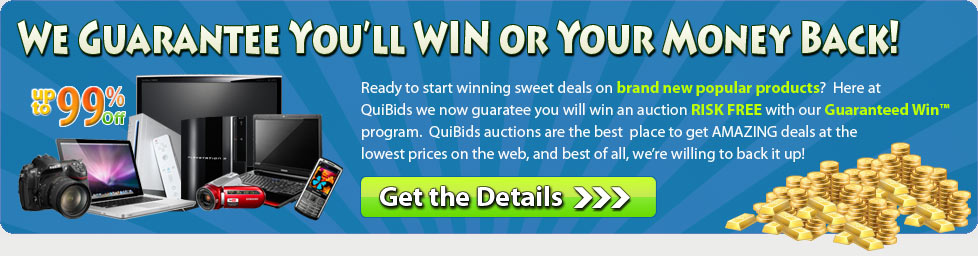 WE GUARANTEE YOU'LL WIN OR YOUR MONEY BACK!
up to 99% Off
Ready to start winning sweet deals on brand new popular products? Here at
QuiBids we now guaratee you will win an auction RISK FREE with our Guaranteed Win™
program. QuiBids auctions are the best place to get AMAZING deals at the
lowest prices on the web, and best of all, we're willing to back it up!
Get the Details >>>
PLAYSTATION 3